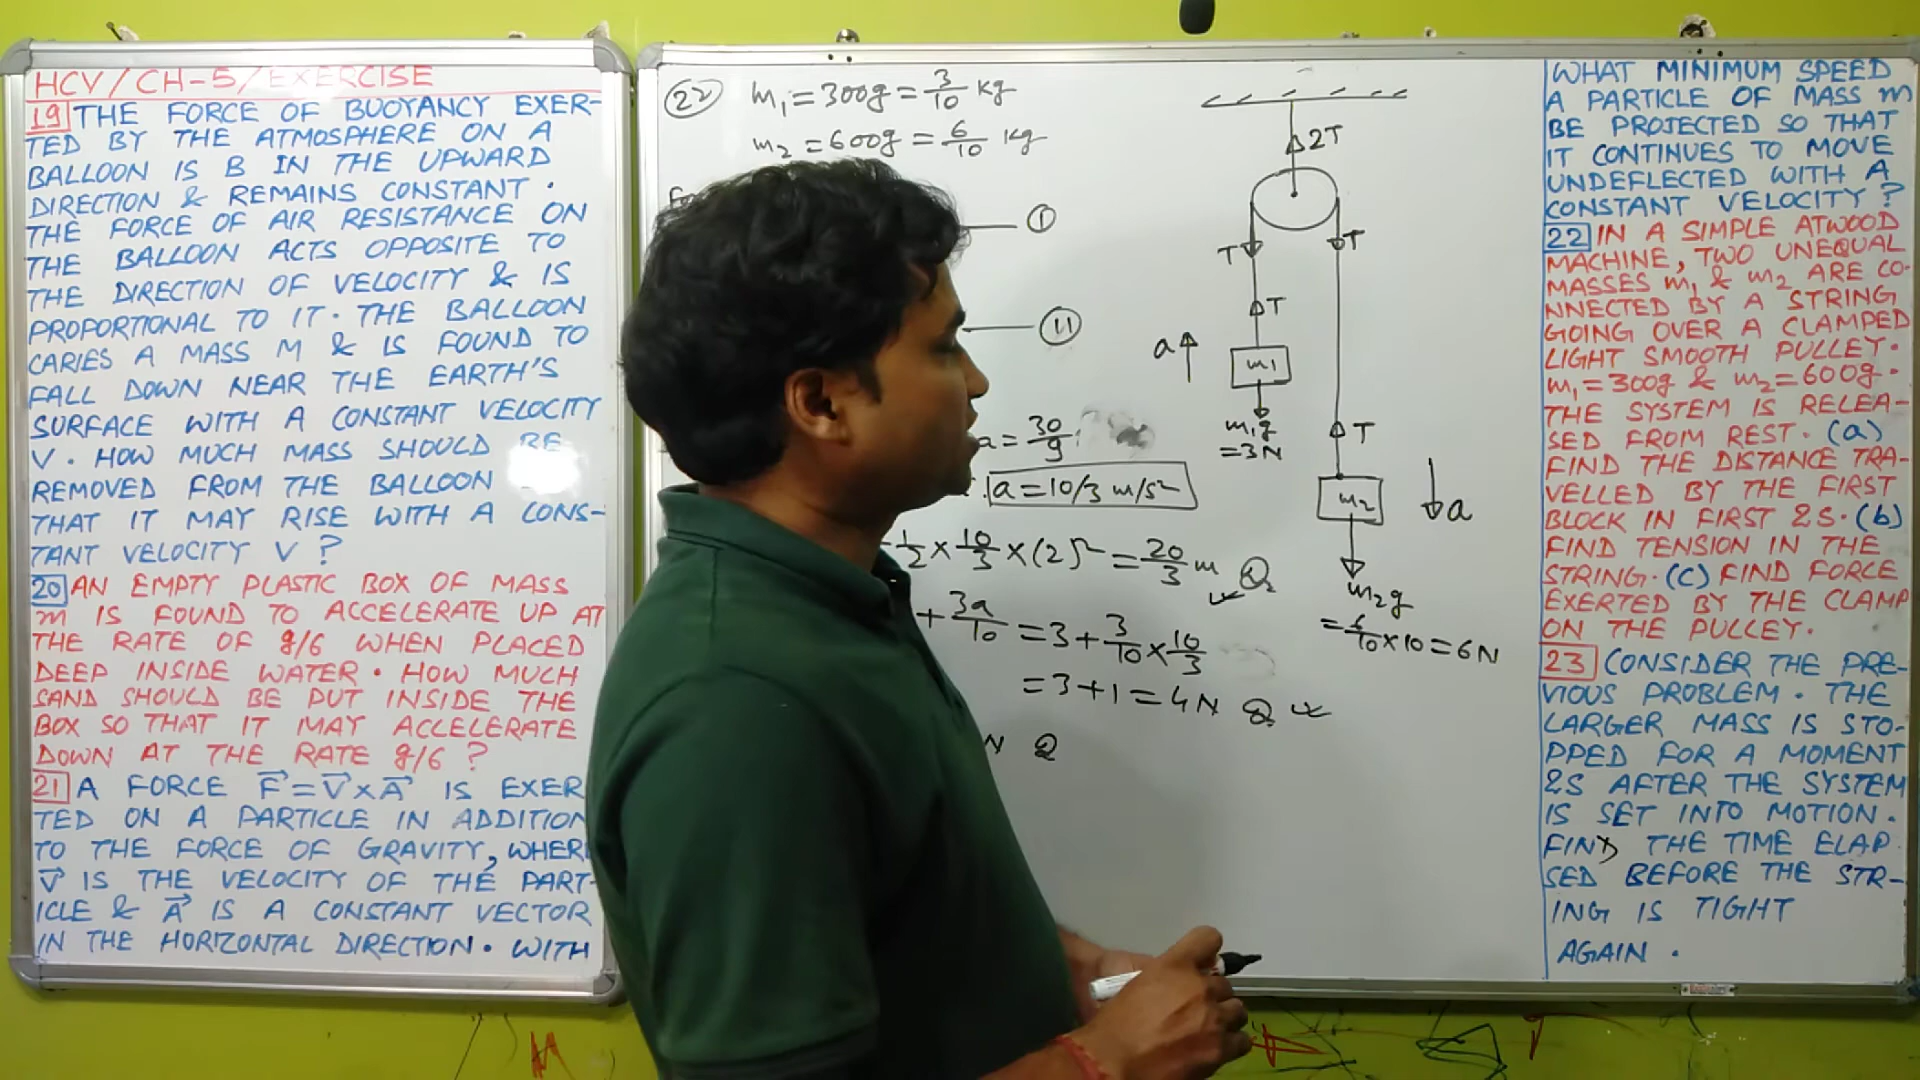 HCV/CH-5/EXERCISE
19 THE FORCE OF BUOYANCY EXER-
TED BY THE ATMOSPHERE ON A
BALLOON IS B IN THE UPWARD
DIRECTION & REMAINS CONSTANT.
THE FORCE OF AIR RESISTANCE ON
THE BALLOON ACTS OPPOSITE TO
THE DIRECTION OF VELOCITY & IS
PROPORTIONAL TO IT. THE BALLOON
CARIES A MASS M & IS FOUND TO
FALL DOWN NEAR THE EARTH'S
SURFACE WITH A CONSTANT VELOCITY
V. HOW MUCH MASS SHOULD BE
REMOVED FROM THE BALLOON
THAT IT MAY RISE WITH A CONS-
TANT VELOCITY V ?
20 AN EMPTY PLASTIC BOX OF MASS
m IS FOUND TO ACCELERATE UP AT
THE RATE OF g/6 WHEN PLACED
DEEP INSIDE WATER. HOW MUCH
SAND SHOULD BE PUT INSIDE THE
BOX SO THAT IT MAY ACCELERATE
DOWN AT THE RATE g/6 ?
21 A FORCE F⃗ = V⃗ × A⃗ IS EXER
TED ON A PARTICLE IN ADDITION
TO THE FORCE OF GRAVITY, WHER
V⃗ IS THE VELOCITY OF THE PART-
ICLE & A⃗ IS A CONSTANT VECTOR
IN THE HORIZONTAL DIRECTION. WITH
22 m₁ = 300g = 3/10 kg
m₂ = 600g = 6/10 kg
①
⑪
a = 30/9
a = 10/3 m/s²
1/2 × 10/3 × (2)² = 20/3 m
+ 3a/10 = 3 + 3/10 × 10/3
= 3 + 1 = 4N
N
2T
T
T
T
a
m₁
m₁g
= 3N
T
m₂
a
m₂g
= 6/10 × 10 = 6N
WHAT MINIMUM SPEED
A PARTICLE OF MASS m
BE PROJECTED SO THAT
IT CONTINUES TO MOVE
UNDEFLECTED WITH A
CONSTANT VELOCITY ?
22 IN A SIMPLE ATWOOD
MACHINE, TWO UNEQUAL
MASSES m₁ & m₂ ARE CO-
NNECTED BY A STRING
GOING OVER A CLAMPED
LIGHT SMOOTH PULLEY.
m₁ = 300g & m₂ = 600g.
THE SYSTEM IS RELEA-
SED FROM REST. (a)
FIND THE DISTANCE TRA-
VELLED BY THE FIRST
BLOCK IN FIRST 2S. (b)
FIND TENSION IN THE
STRING. (C) FIND FORCE
EXERTED BY THE CLAMP
ON THE PULLEY.
23 CONSIDER THE PRE-
VIOUS PROBLEM. THE
LARGER MASS IS STO-
PPED FOR A MOMENT
2S AFTER THE SYSTEM
IS SET INTO MOTION.
FIND THE TIME ELAP
SED BEFORE THE STR-
ING IS TIGHT
AGAIN.